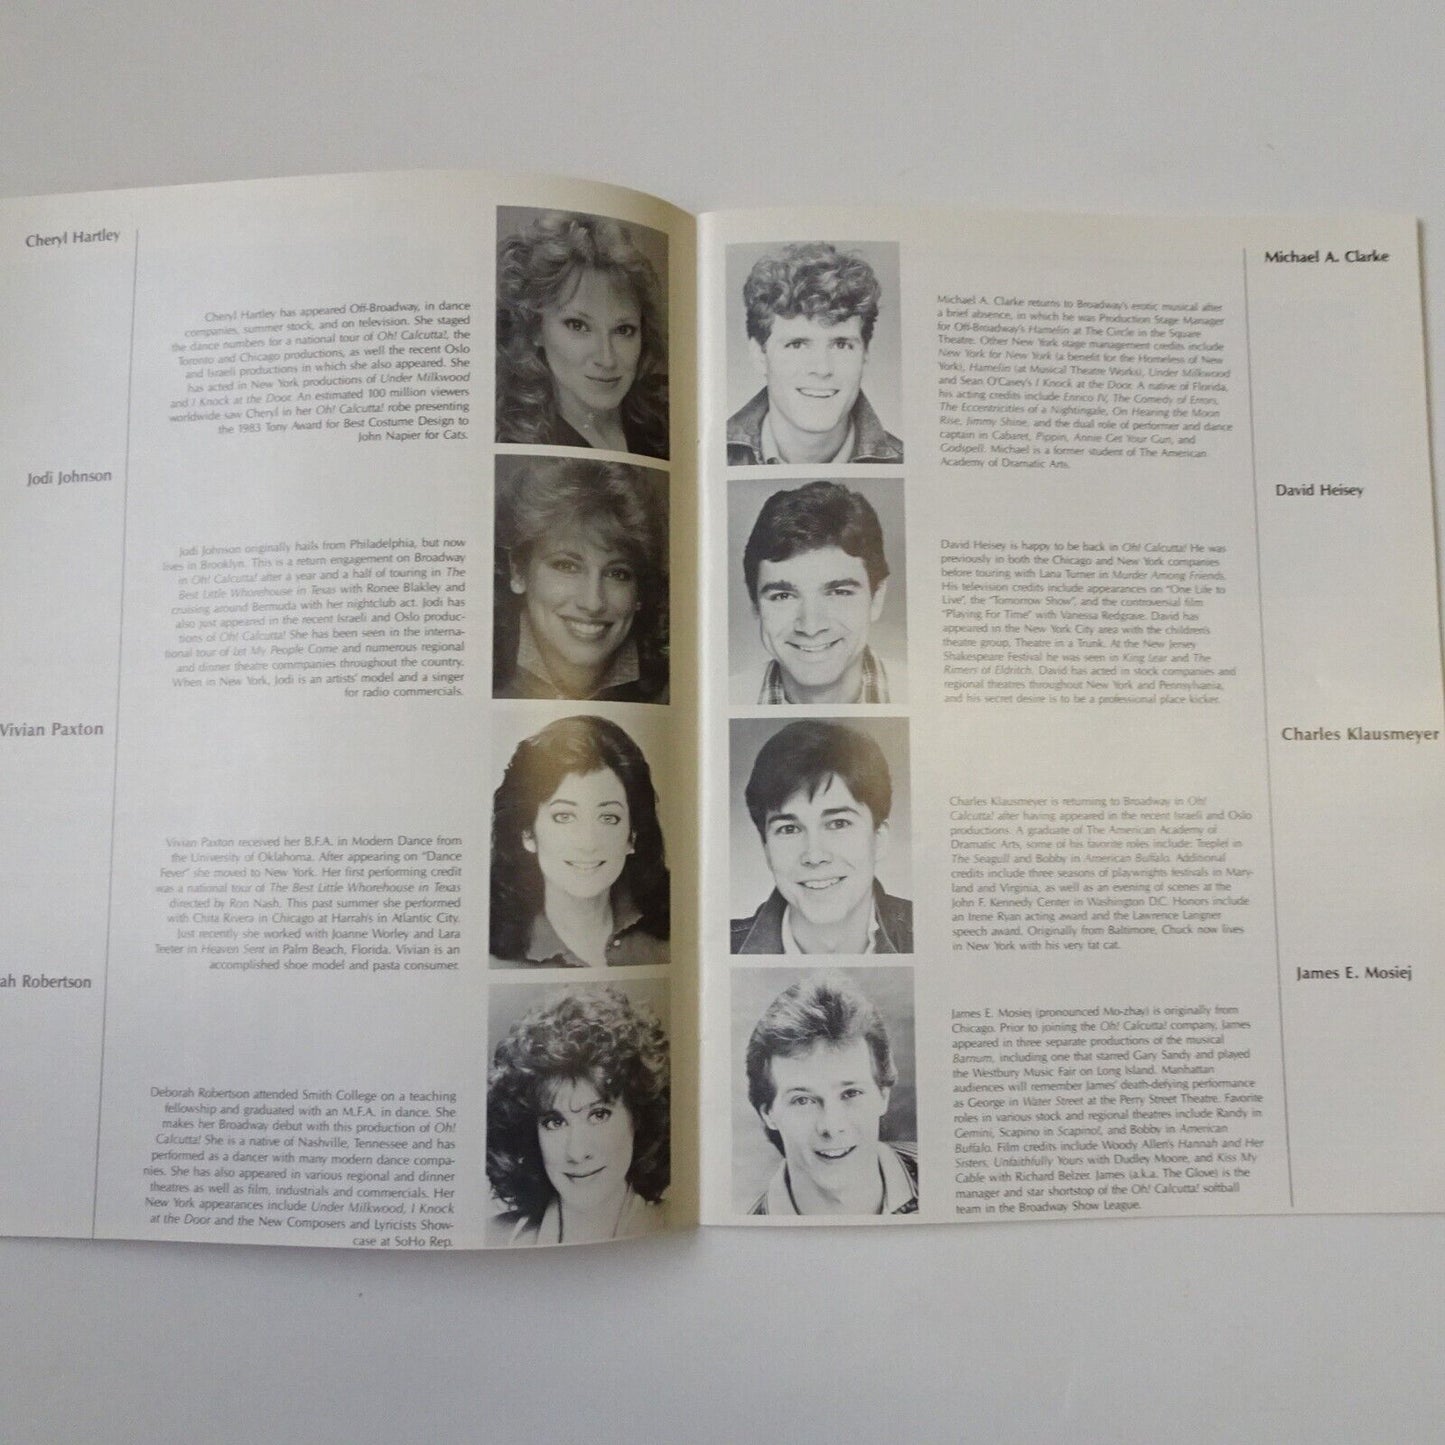 Cheryl Hartley
Cheryl Hartley has appeared Off-Broadway, in dance
companies, summer stock, and on television. She staged
the dance numbers for a national tour of Oh! Calcutta!, the
Toronto and Chicago productions, as well the recent Oslo
and Israeli productions in which she also appeared. She
has acted in New York productions of Under Milkwood
and I Knock at the Door. An estimated 100 million viewers
worldwide saw Cheryl in her Oh! Calcutta! robe presenting
the 1983 Tony Award for Best Costume Design to
John Napier for Cats.
Jodi Johnson
Jodi Johnson originally hails from Philadelphia, but now
lives in Brooklyn. This is a return engagement on Broadway
in Oh! Calcutta! after a year and a half of touring in The
Best Little Whorehouse in Texas with Ronee Blakley and
cruising around Bermuda with her nightclub act. Jodi has
also just appeared in the recent Israeli and Oslo produc-
tions of Oh! Calcutta! She has been seen in the interna-
tional tour of Let My People Come and numerous regional
and dinner theatre commpanies throughout the country.
When in New York, Jodi is an artists' model and a singer
for radio commercials.
Vivian Paxton
Vivian Paxton received her B.F.A. in Modern Dance from
the University of Oklahoma. After appearing on "Dance
Fever" she moved to New York. Her first performing credit
was a national tour of The Best Little Whorehouse in Texas
directed by Ron Nash. This past summer she performed
with Chita Rivera in Chicago at Harrah's in Atlantic City.
Just recently she worked with Joanne Worley and Lara
Teeter in Heaven Sent in Palm Beach, Florida. Vivian is an
accomplished shoe model and pasta consumer.
ah Robertson
Deborah Robertson attended Smith College on a teaching
fellowship and graduated with an M.F.A. in dance. She
makes her Broadway debut with this production of Oh!
Calcutta! She is a native of Nashville, Tennessee and has
performed as a dancer with many modern dance compa-
nies. She has also appeared in various regional and dinner
theatres as well as film, industrials and commercials. Her
New York appearances include Under Milkwood, I Knock
at the Door and the New Composers and Lyricists Show-
case at SoHo Rep.
Michael A. Clarke
Michael A. Clarke returns to Broadway's erotic musical after
a brief absence, in which he was Production Stage Manager
for Off-Broadway's Hamelin at The Circle in the Square
Theatre. Other New York stage management credits include
New York for New York (a benefit for the Homeless of New
York), Hamelin (at Musical Theatre Works), Under Milkwood
and Sean O'Casey's I Knock at the Door. A native of Florida,
his acting credits include Enrico IV, The Comedy of Errors,
The Eccentricities of a Nightingale, On Hearing the Moon
Rise, Jimmy Shine, and the dual role of performer and dance
captain in Cabaret, Pippin, Annie Get Your Gun, and
Godspell. Michael is a former student of The American
Academy of Dramatic Arts.
David Heisey
David Heisey is happy to be back in Oh! Calcutta! He was
previously in both the Chicago and New York companies
before touring with Lana Turner in Murder Among Friends.
His television credits include appearances on "One Life to
Live", the "Tomorrow Show", and the controversial film
"Playing For Time" with Vanessa Redgrave. David has
appeared in the New York City area with the children's
theatre group, Theatre in a Trunk. At the New Jersey
Shakespeare Festival he was seen in King Lear and The
Rimers of Eldritch. David has acted in stock companies and
regional theatres throughout New York and Pennsylvania,
and his secret desire is to be a professional place kicker.
Charles Klausmeyer
Charles Klausmeyer is returning to Broadway in Oh!
Calcutta! after having appeared in the recent Israeli and Oslo
productions. A graduate of The American Academy of
Dramatic Arts, some of his favorite roles include: Treplel in
The Seagull and Bobby in American Buffalo. Additional
credits include three seasons of playwrights festivals in Mary-
land and Virginia, as well as an evening of scenes at the
John F. Kennedy Center in Washington D.C. Honors include
an Irene Ryan acting award and the Lawrence Langner
speech award. Originally from Baltimore, Chuck now lives
in New York with his very fat cat.
James E. Mosiej
James E. Mosiej (pronounced Mo-zhay) is originally from
Chicago. Prior to joining the Oh! Calcutta! company, James
appeared in three separate productions of the musical
Barnum, including one that starred Gary Sandy and played
the Westbury Music Fair on Long Island. Manhattan
audiences will remember James' death-defying performance
as George in Water Street at the Perry Street Theatre. Favorite
roles in various stock and regional theatres include Randy in
Gemini, Scapino in Scapino!, and Bobby in American
Buffalo. Film credits include Woody Allen's Hannah and Her
Sisters, Unfaithfully Yours with Dudley Moore, and Kiss My
Cable with Richard Belzer. James (a.k.a. The Glove) is the
manager and star shortstop of the Oh! Calcutta! softball
team in the Broadway Show League.